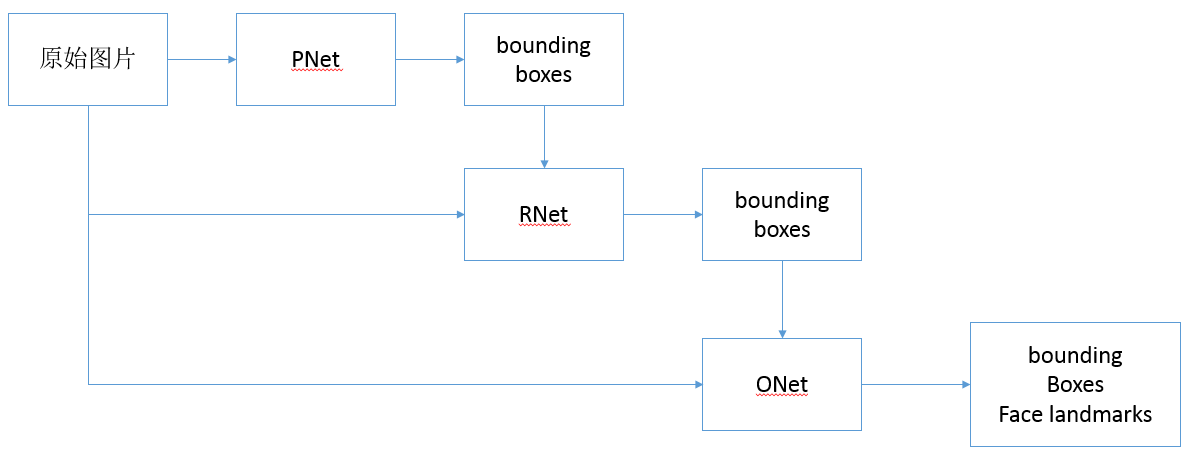 原始图片
PNet
bounding
boxes
RNet
bounding
boxes
ONet
bounding
Boxes
Face landmarks